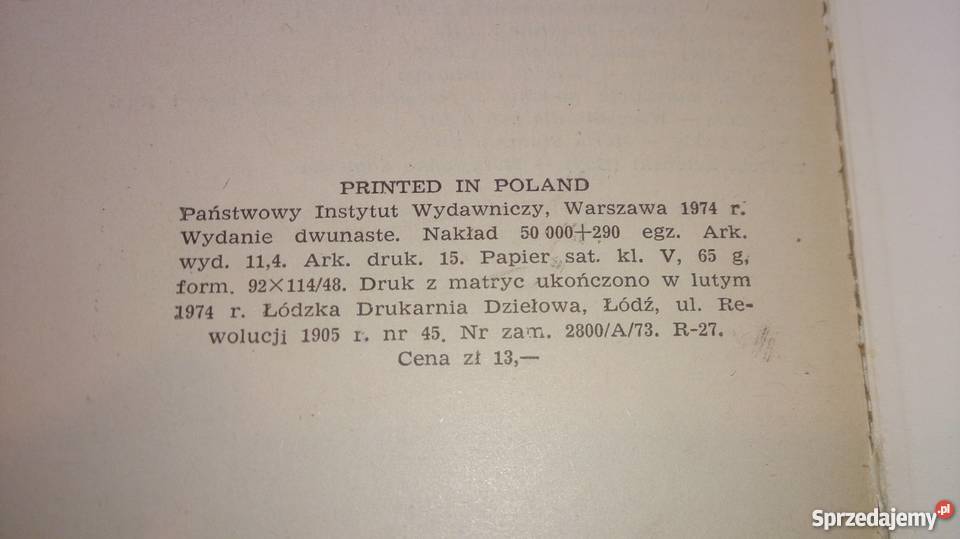 PRINTED IN POLAND
Państwowy Instytut Wydawniczy, Warszawa 1974 r.
Wydanie dwunaste. Nakład 50 000+290 egz. Ark.
wyd. 11,4. Ark. druk. 15. Papier sat. kl. V, 65 g,
form. 92×114/48. Druk z matryc ukończono w lutym
1974 r. Łódzka Drukarnia Dziełowa, Łódź, ul. Re-
wolucji 1905 r. nr 45. Nr zam. 2800/A/73. R-27.
Cena zł 13,—
Sprzedajemy.pl